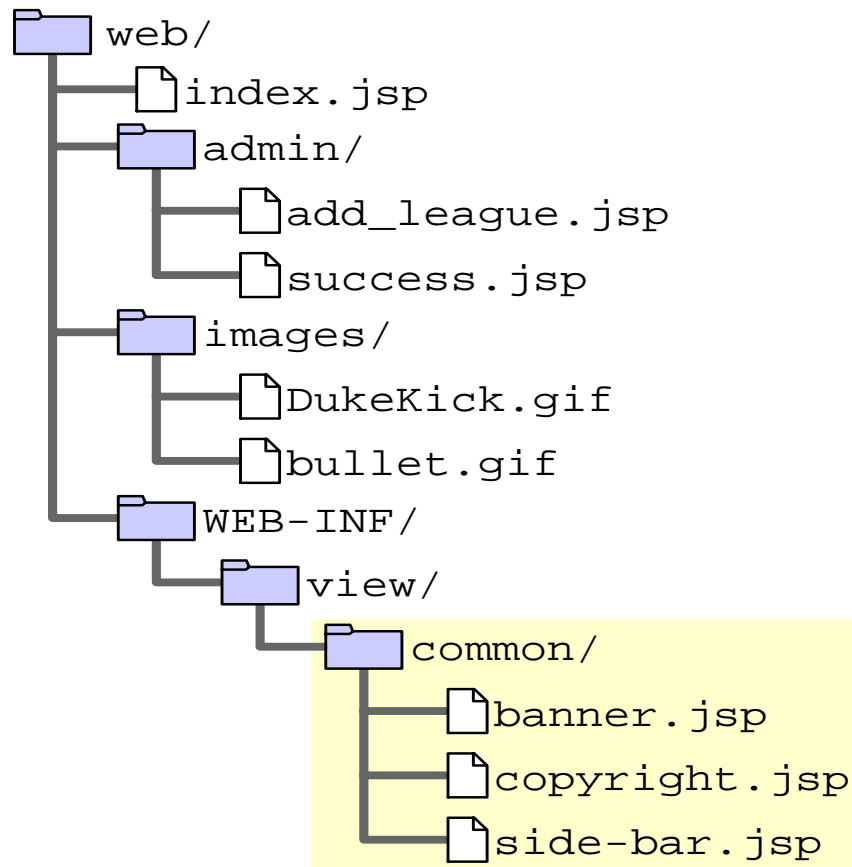 web/
index.jsp
admin/
add_league.jsp
success.jsp
images/
DukeKick.gif
bullet.gif
WEB-INF/
view/
common/
banner.jsp
copyright.jsp
side-bar.jsp